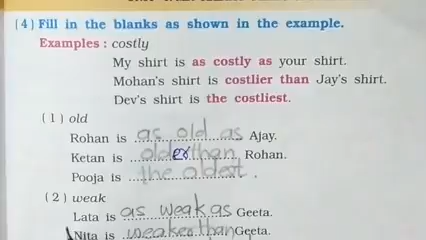 (4) Fill in the blanks as shown in the example.
Examples : costly
My shirt is as costly as your shirt.
Mohan's shirt is costlier than Jay's shirt.
Dev's shirt is the costliest.
(1) old
Rohan is as old as Ajay.
Ketan is older than Rohan.
Pooja is the oldest.
(2) weak
Lata is as weak as Geeta.
Nita is weaker than Geeta.